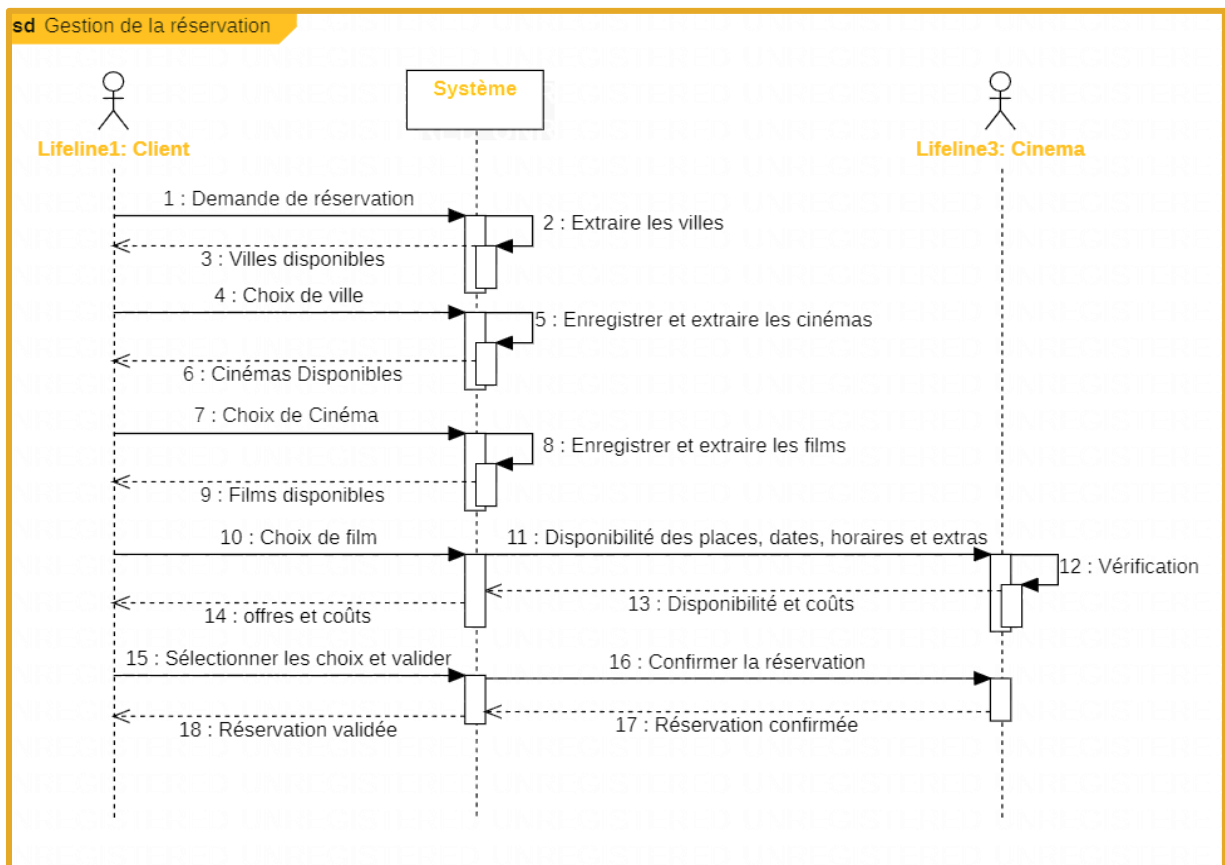 sd Gestion de la réservation
Système
Lifeline1: Client
Lifeline3: Cinema
1 : Demande de réservation
2 : Extraire les villes
3 : Villes disponibles
4 : Choix de ville
5 : Enregistrer et extraire les cinémas
6 : Cinémas Disponibles
7 : Choix de Cinéma
8 : Enregistrer et extraire les films
9 : Films disponibles
10 : Choix de film
11 : Disponibilité des places, dates, horaires et extras
12 : Vérification
13 : Disponibilité et coûts
14 : offres et coûts
15 : Sélectionner les choix et valider
16 : Confirmer la réservation
17 : Réservation confirmée
18 : Réservation validée